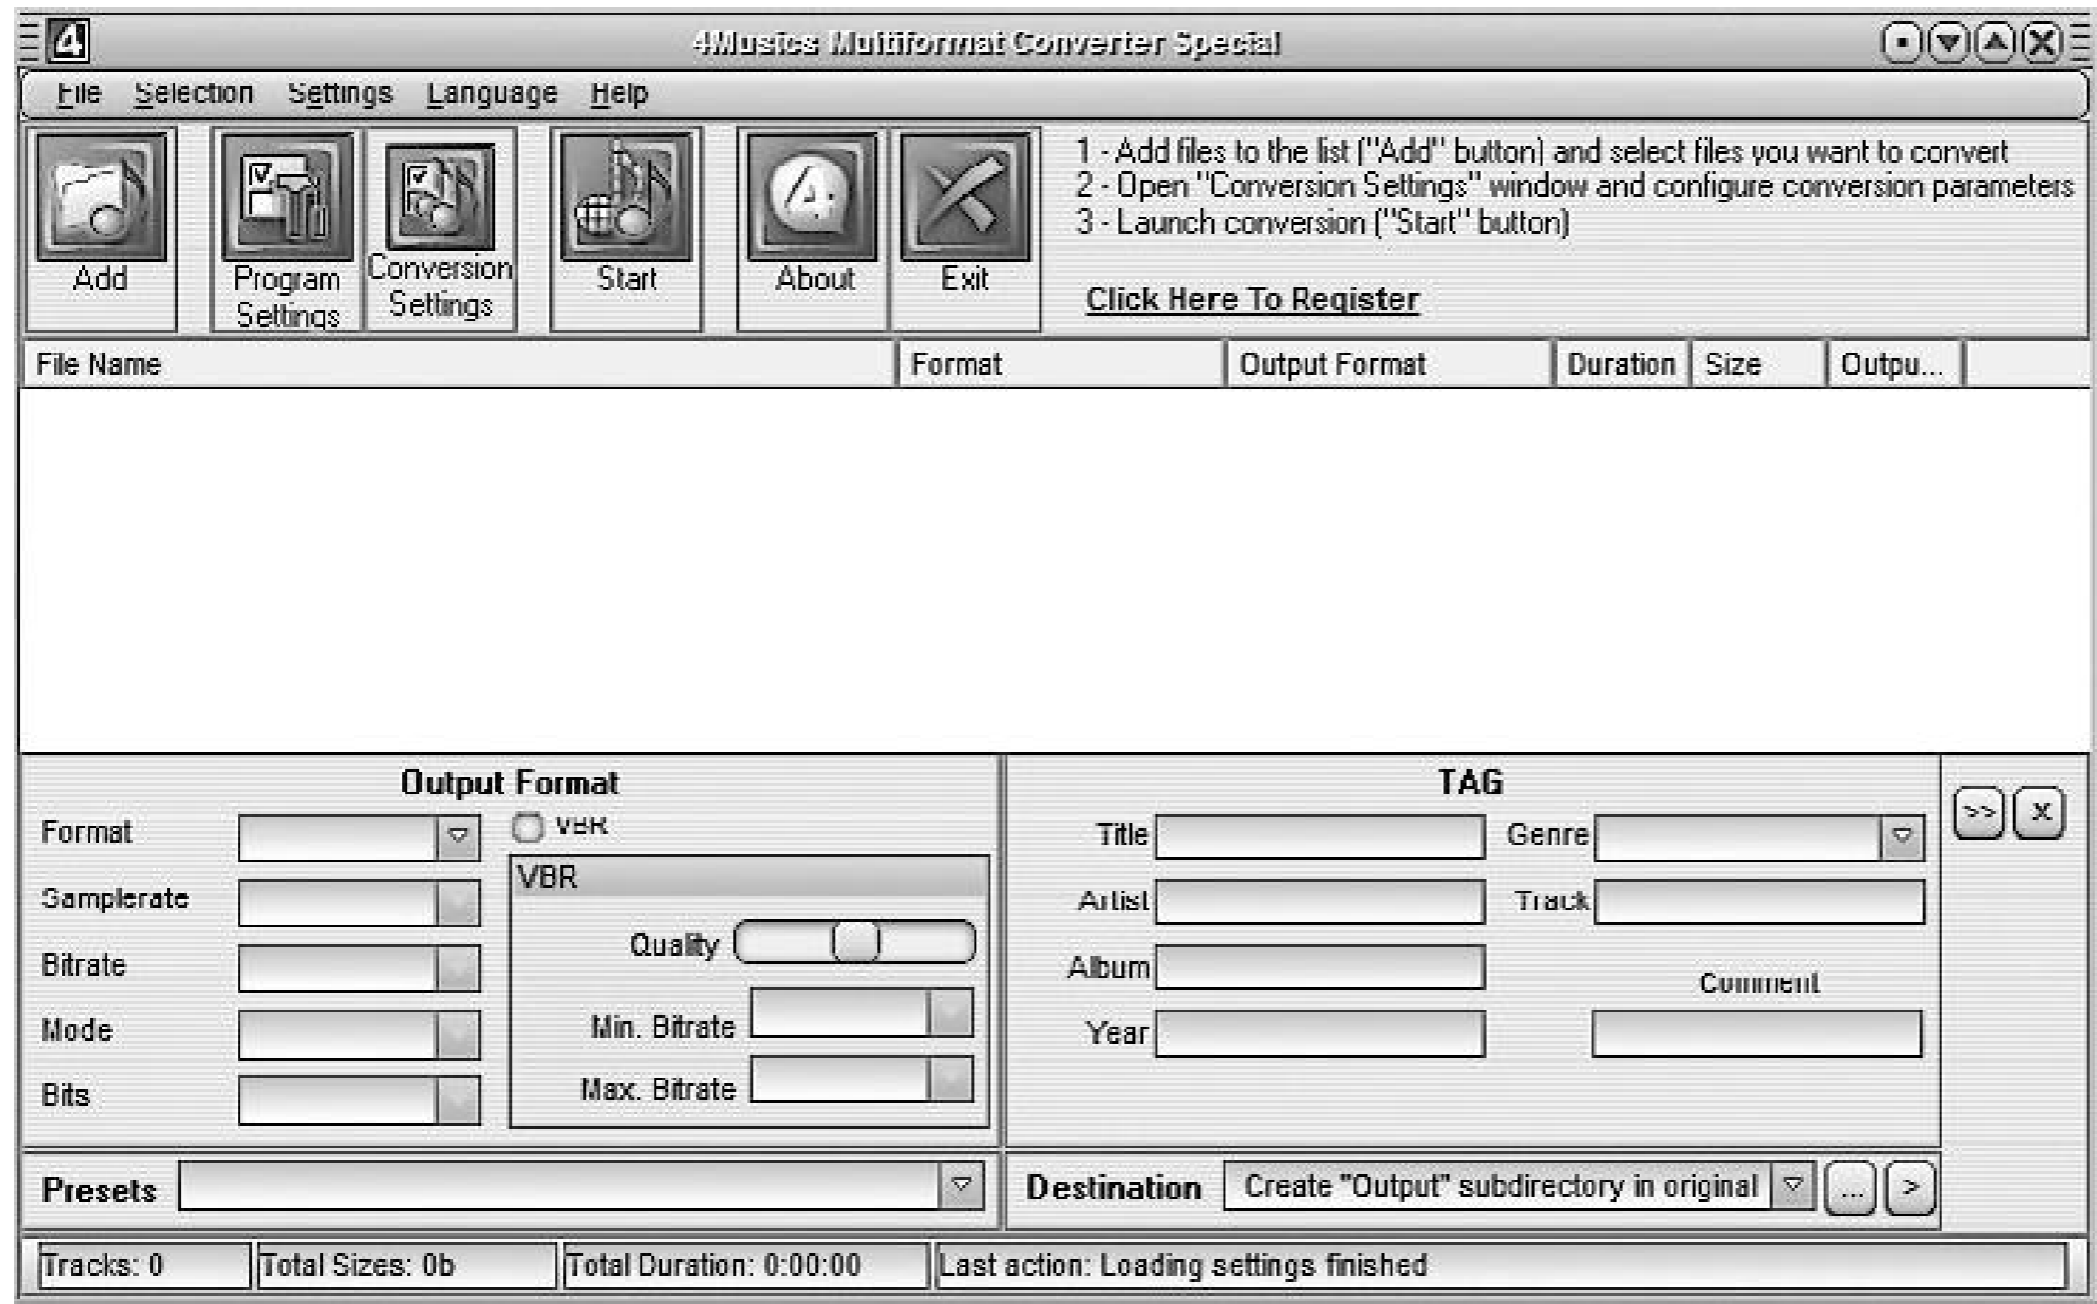 4 4Musics Multiformat Converter Special
File Selection Settings Language Help
1 - Add files to the list ("Add" button) and select files you want to convert
2 - Open "Conversion Settings" window and configure conversion parameters
3 - Launch conversion ("Start" button)
Add
Program
Settings
Conversion
Settings
Start
About
Exit
Click Here To Register
File Name Format Output Format Duration Size Outpu...
Output Format
Format
VBR
Samplerate
VBR
Bitrate
Quality
Mode
Min. Bitrate
Bits
Max. Bitrate
TAG
>> X
Title
Genre
Artist
Track
Album
Comment
Year
Presets
Destination Create "Output" subdirectory in original ... >
Tracks: 0 Total Sizes: 0b Total Duration: 0:00:00 Last action: Loading settings finished